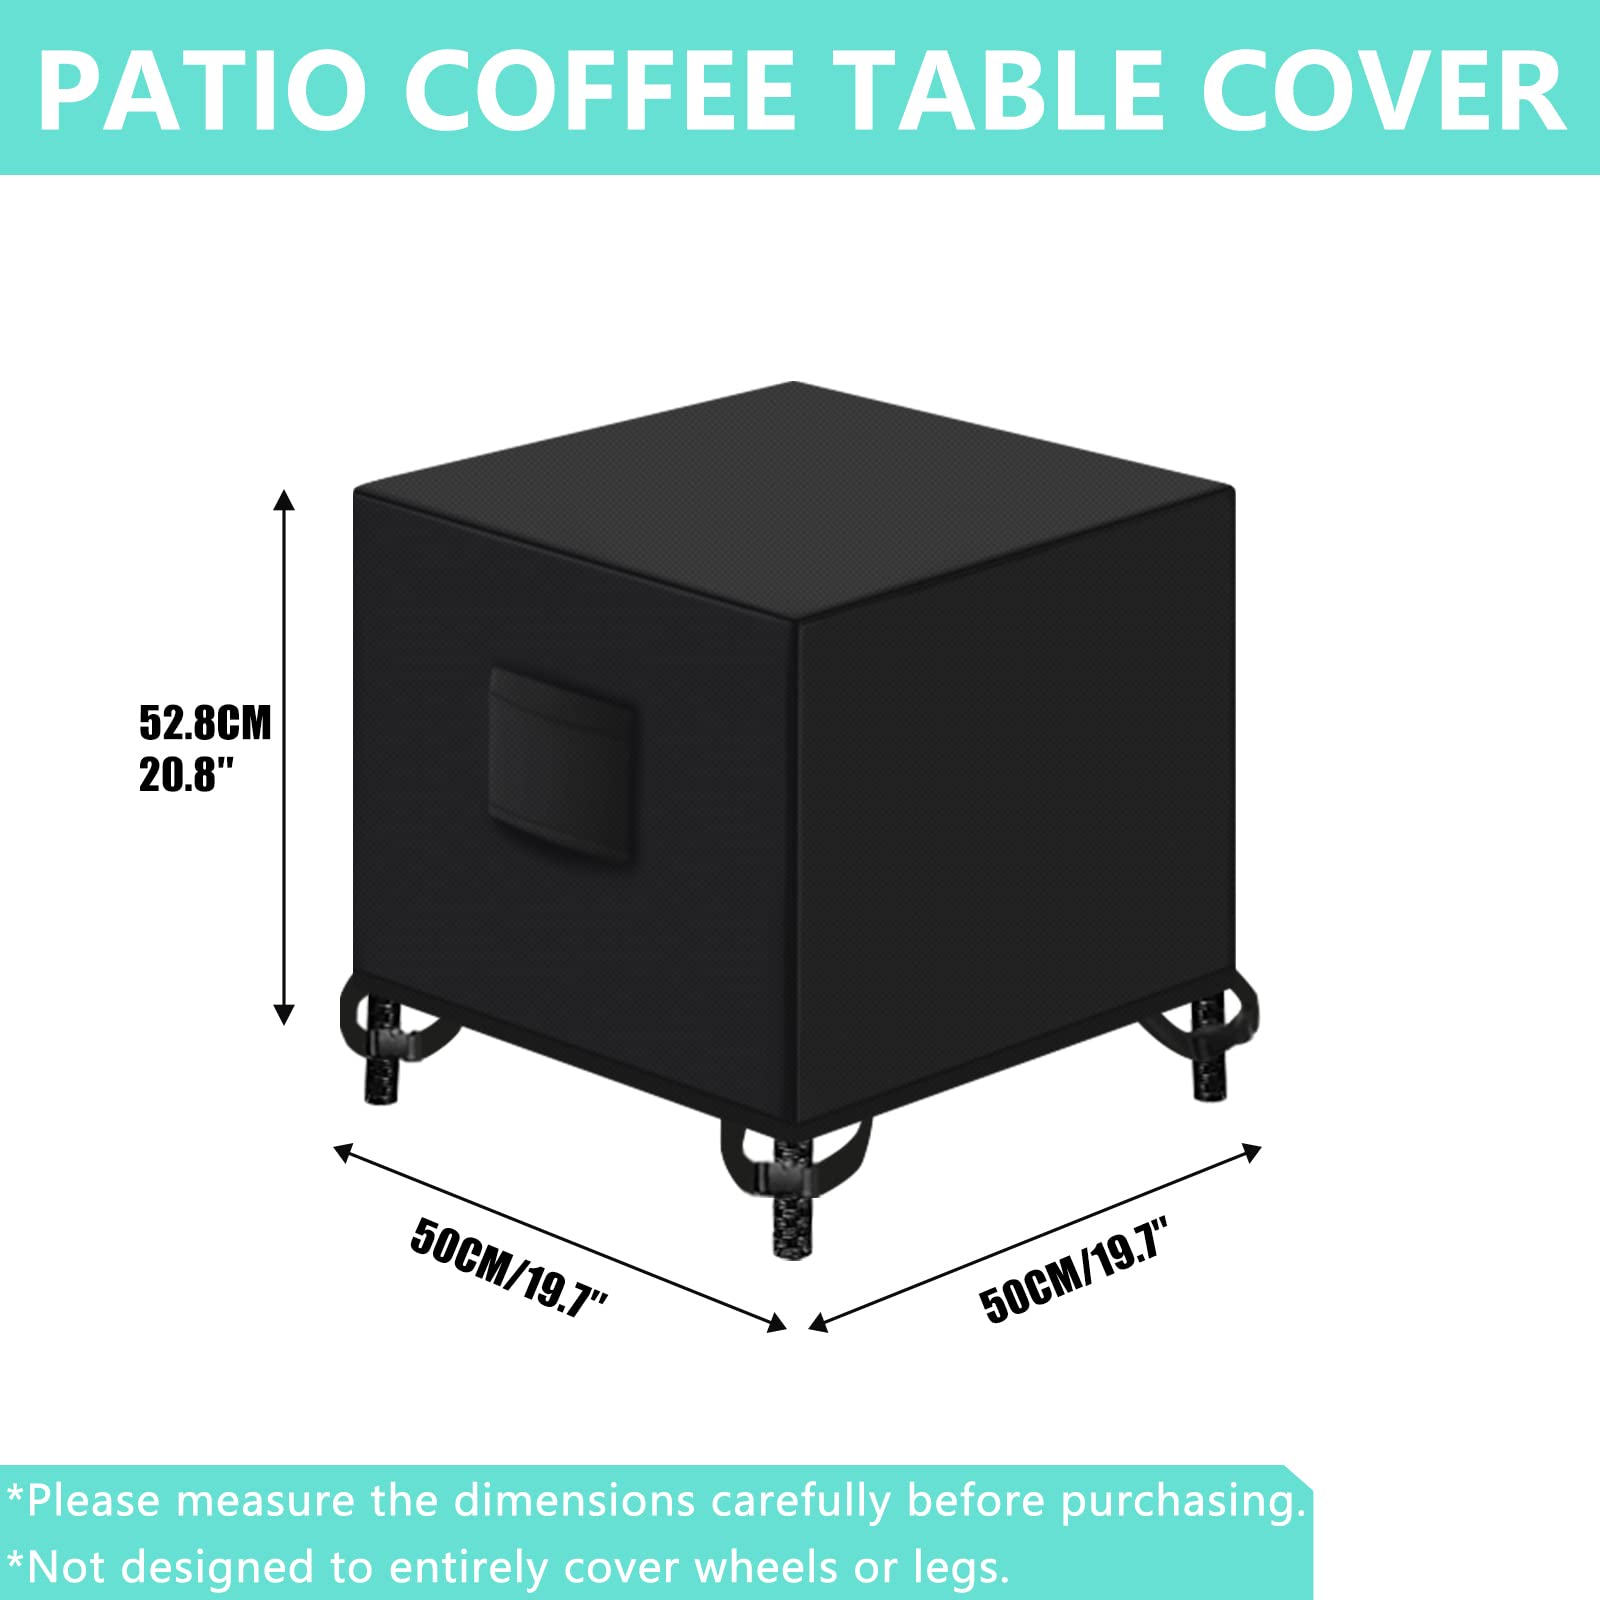 PATIO COFFEE TABLE COVER
52.8CM
20.8"
50CM/19.7"
50CM/19.7"
*Please measure the dimensions carefully before purchasing.
*Not designed to entirely cover wheels or legs.